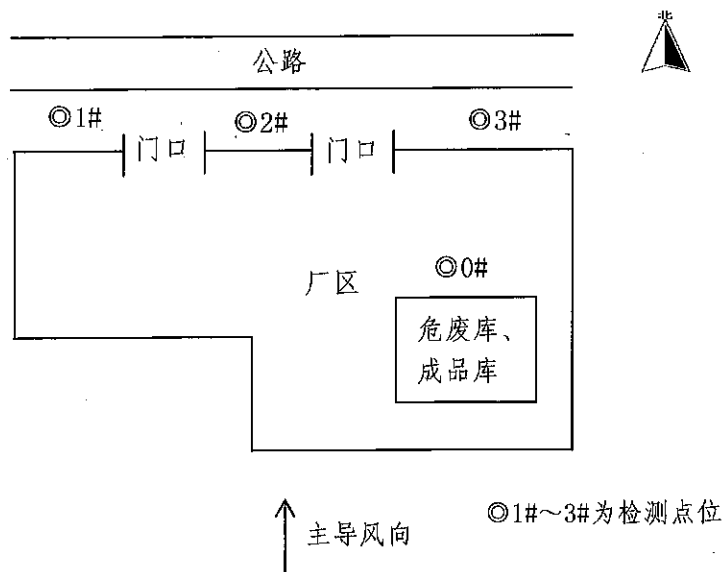 北
公路
◎1#
◎2#
◎3#
门口
门口
◎0#
厂区
危废库、
成品库
主导风向
◎1#～3#为检测点位